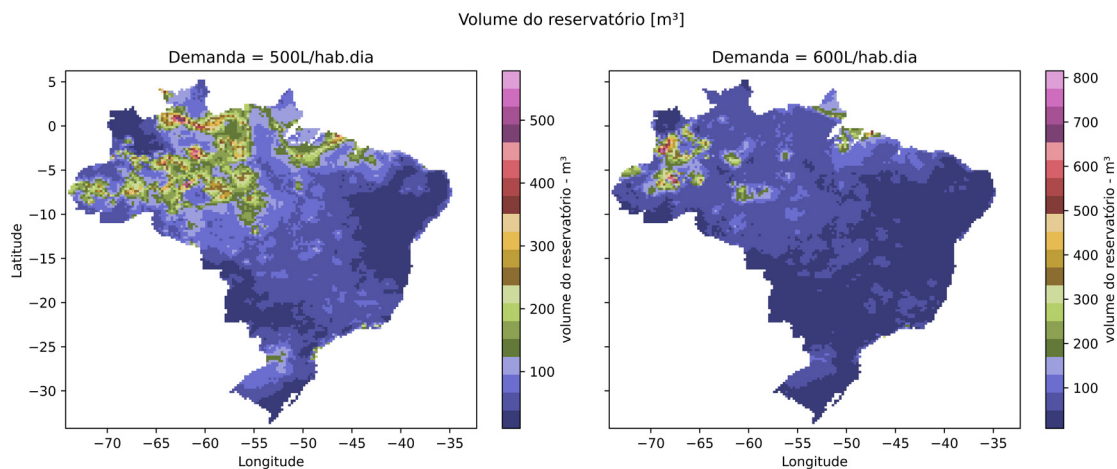 Volume do reservatório [m³]
Demanda = 500L/hab.dia
Demanda = 600L/hab.dia
Latitude
5
0
−5
−10
−15
−20
−25
−30
−70 −65 −60 −55 −50 −45 −40 −35
Longitude
500
400
300
200
100
volume do reservatório - m³
−70 −65 −60 −55 −50 −45 −40 −35
Longitude
800
700
600
500
400
300
200
100
volume do reservatório - m³